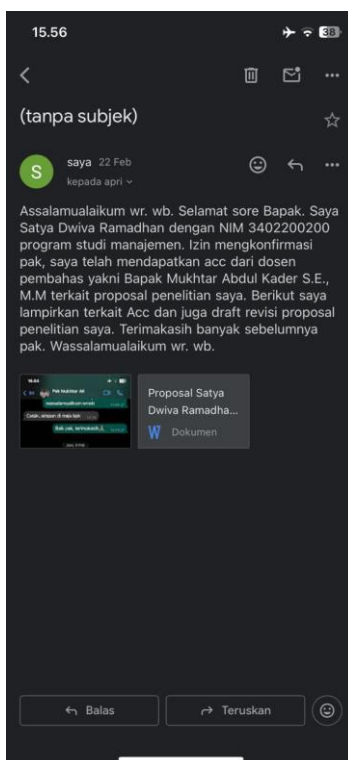 15.56
38
(tanpa subjek)
S
saya 22 Feb
kepada apri
Assalamualaikum wr. wb. Selamat sore Bapak. Saya
Satya Dwiva Ramadhan dengan NIM 3402200200
program studi manajemen. Izin mengkonfirmasi
pak, saya telah mendapatkan acc dari dosen
pembahas yakni Bapak Mukhtar Abdul Kader S.E.,
M.M terkait proposal penelitian saya. Berikut saya
lampirkan terkait Acc dan juga draft revisi proposal
penelitian saya. Terimakasih banyak sebelumnya
pak. Wassalamualaikum wr. wb.
Pak Mukhtar AK
Proposal Satya
Dwiva Ramadha...
W Dokumen
Balas
Teruskan